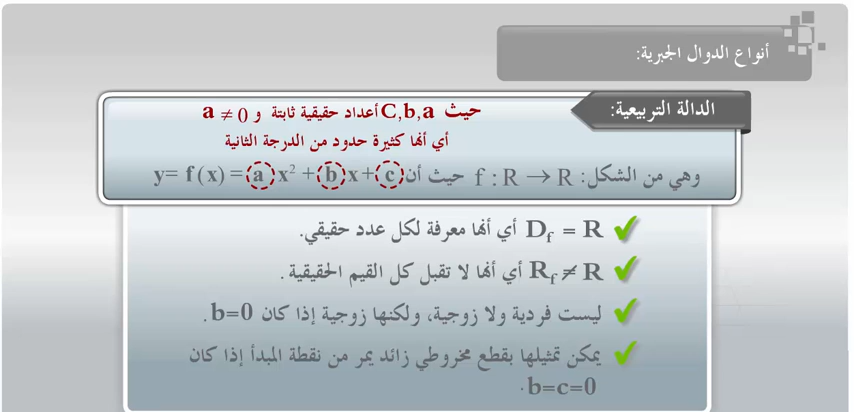 أنواع الدوال الجبرية:
الدالة التربيعية:
حيث C,b,a أعداد حقيقية ثابتة و a ≠ 0
أي أنها كثيرة حدود من الدرجة الثانية
وهي من الشكل: f : R → R حيث أن y= f(x) = a x² + b x + c
D_f = R أي أنها معرفة لكل عدد حقيقي.
R_f ≠ R أي أنها لا تقبل كل القيم الحقيقية.
ليست فردية ولا زوجية، ولكنها زوجية إذا كان b=0.
يمكن تمثيلها بقطع مخروطي زائد يمر من نقطة المبدأ إذا كان
b=c=0.